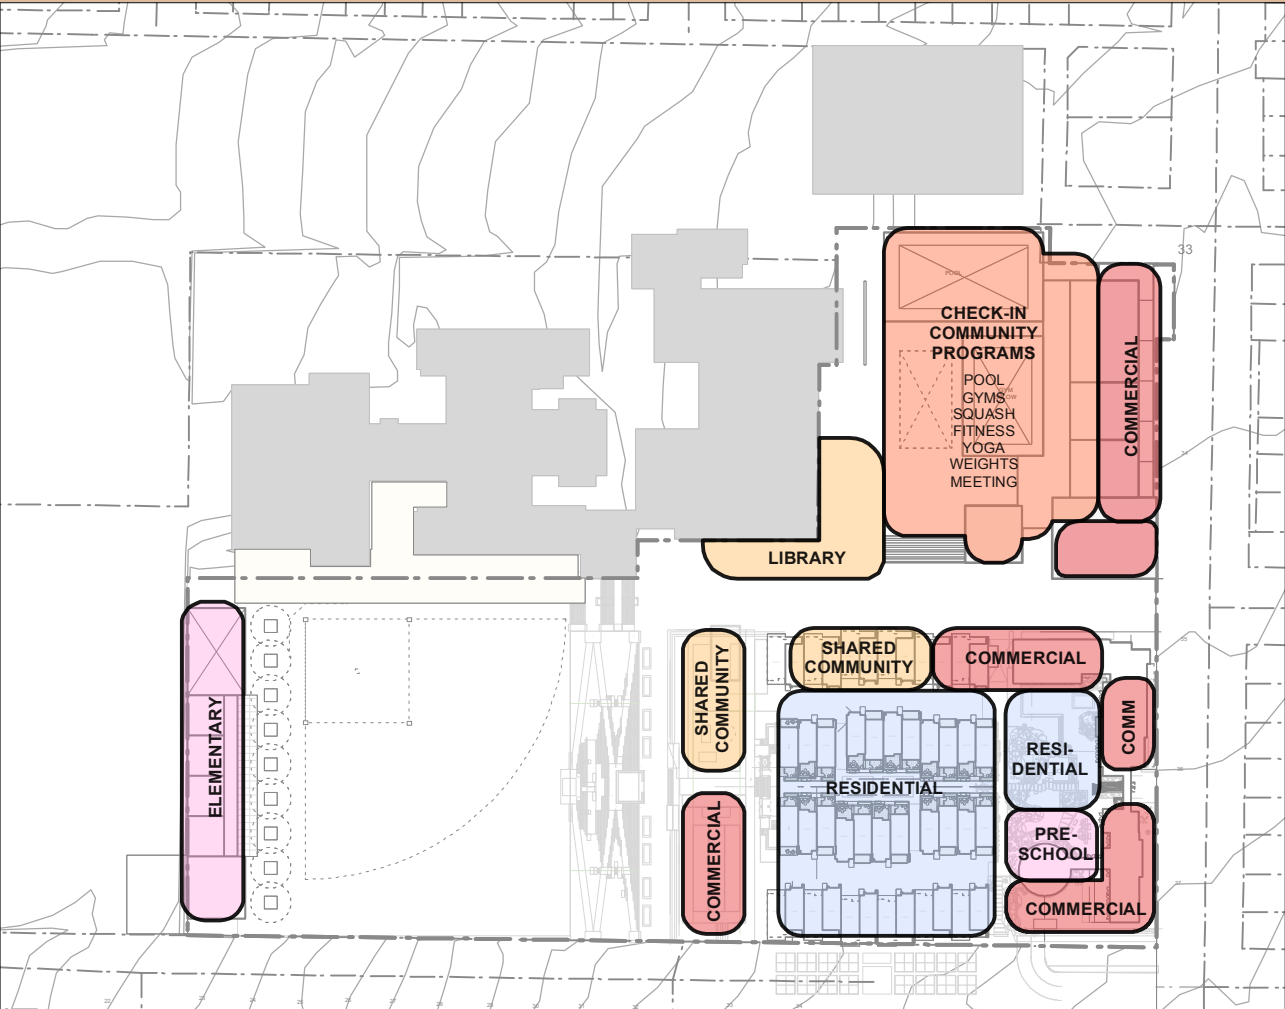 33
POOL
CHECK-IN
COMMUNITY
PROGRAMS
POOL
GYMS
SQUASH
FITNESS
YOGA
WEIGHTS
MEETING
COMMERCIAL
LIBRARY
ELEMENTARY
SHARED
COMMUNITY
SHARED
COMMUNITY
COMMERCIAL
COMM
RESI-
DENTIAL
RESIDENTIAL
COMMERCIAL
PRE-
SCHOOL
COMMERCIAL